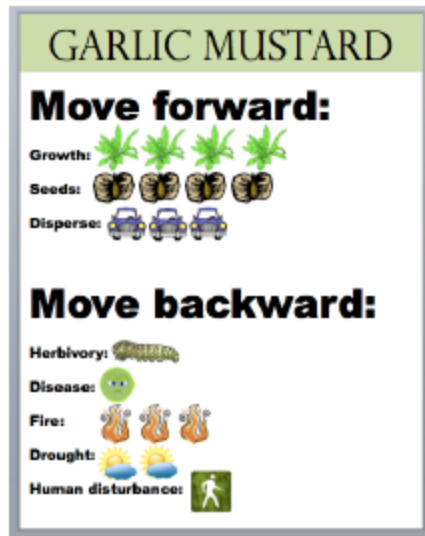 GARLIC MUSTARD
Move forward:
Growth:
Seeds:
Disperse:
Move backward:
Herbivory:
Disease:
Fire:
Drought:
Human disturbance: